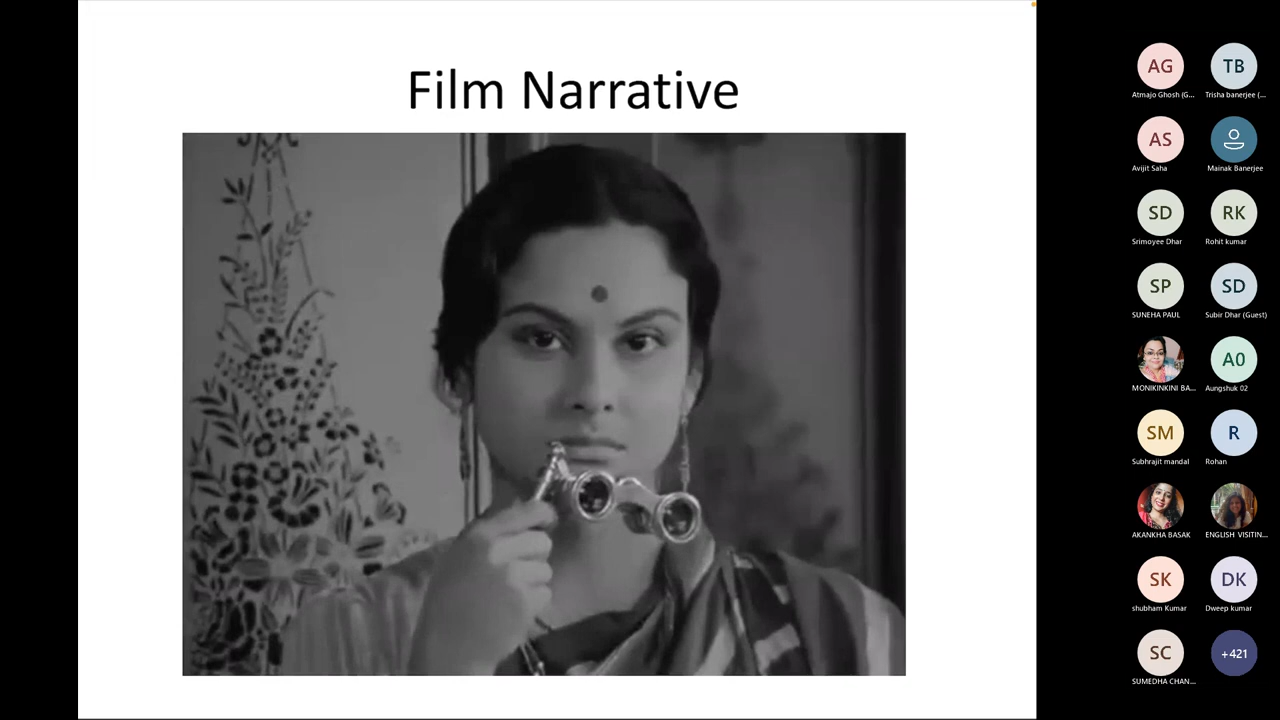 Film Narrative
AG
TB
Atmajo Ghosh (G...
Trisha banerjee (...
AS
Avijit Saha
Mainak Banerjee
SD
RK
Srimoyee Dhar
Rohit kumar
SP
SD
SUNEHA PAUL
Subir Dhar (Guest)
A0
MONIKINKINI BA...
Aungshuk 02
SM
R
Subhrajit mandal
Rohan
AKANKHA BASAK
ENGLISH VISITIN...
SK
DK
shubham Kumar
Dweep kumar
SC
+421
SUMEDHA CHAN...